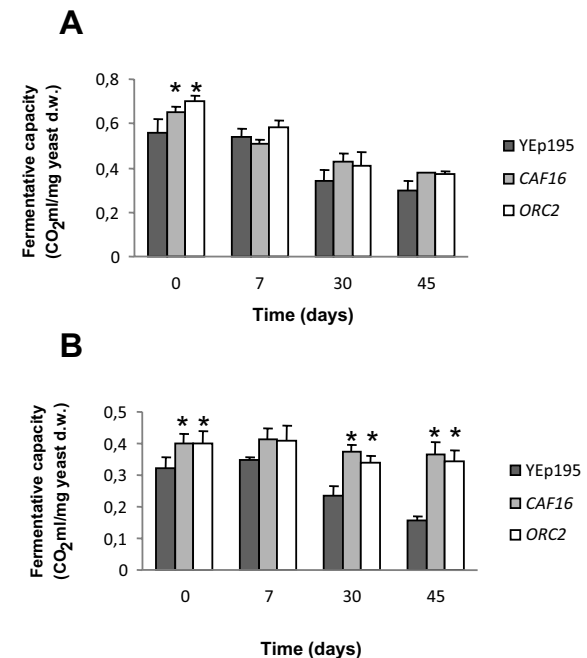 A
Fermentative capacity
(CO2ml/mg yeast d.w.)
0,8
0,6
0,4
0,2
0
* *
0 7 30 45
Time (days)
YEp195
CAF16
ORC2
B
Fermentative capacity
(CO2ml/mg yeast d.w.)
0,5
0,4
0,3
0,2
0,1
0
* * * * * *
0 7 30 45
Time (days)
YEp195
CAF16
ORC2